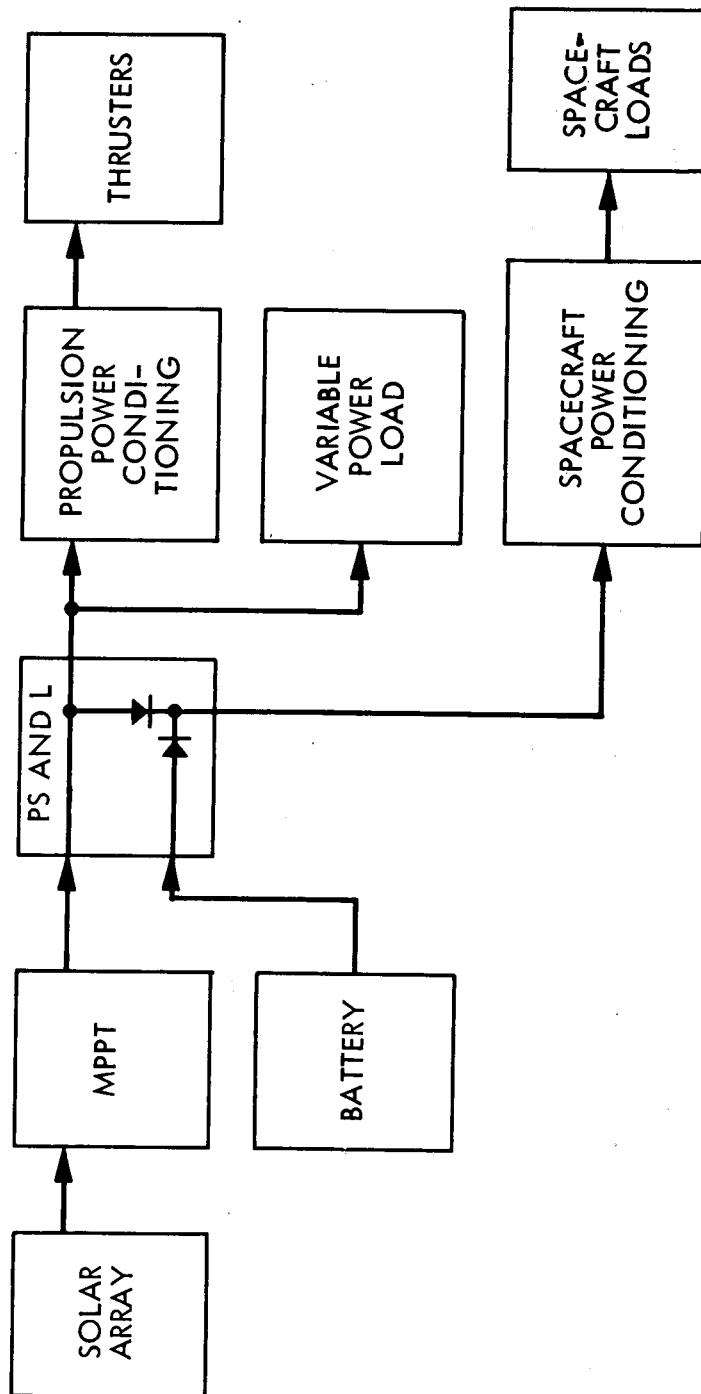 SOLAR
ARRAY
MPPT
BATTERY
PS AND L
PROPULSION
POWER
CONDI-
TIONING
VARIABLE
POWER
LOAD
SPACECRAFT
POWER
CONDITIONING
THRUSTERS
SPACE-
CRAFT
LOADS